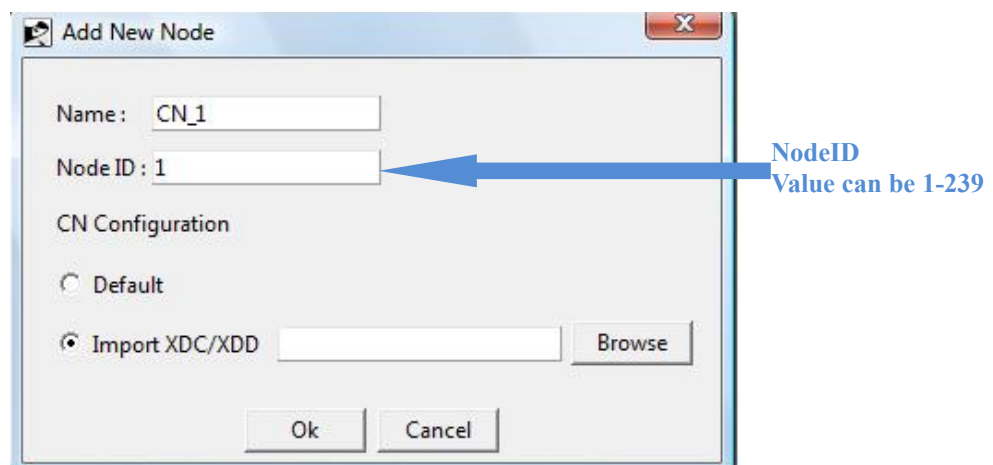 Add New Node
Name : CN_1
Node ID : 1
NodeID
Value can be 1-239
CN Configuration
Default
Import XDC/XDD Browse
Ok Cancel